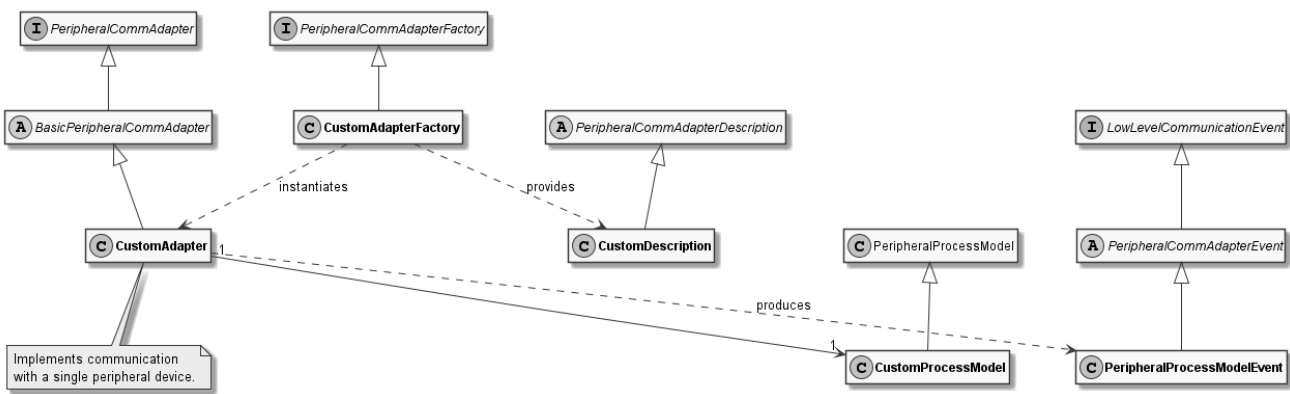 I PeripheralCommAdapter
I PeripheralCommAdapterFactory
A BasicPeripheralCommAdapter
C CustomAdapterFactory
A PeripheralCommAdapterDescription
I LowLevelCommunicationEvent
instantiates
provides
C CustomAdapter
1
C CustomDescription
C PeripheralProcessModel
A PeripheralCommAdapterEvent
produces
Implements communication
with a single peripheral device.
1
C CustomProcessModel
C PeripheralProcessModelEvent